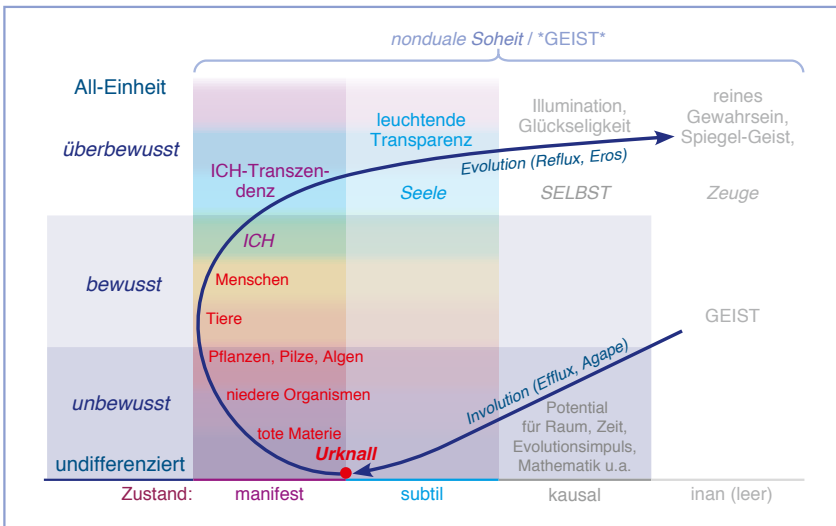 nonduale Soheit / *GEIST*
All-Einheit
überbewusst
ICH-Transzen-
denz
leuchtende
Transparenz
Seele
Illumination,
Glückseligkeit
SELBST
reines
Gewahrsein,
Spiegel-Geist,
Zeuge
Evolution (Reflux, Eros)
bewusst
ICH
Menschen
Tiere
GEIST
unbewusst
Pflanzen, Pilze, Algen
niedere Organismen
tote Materie
Urknall
Involution (Efflux, Agape)
Potential
für Raum, Zeit,
Evolutionsimpuls,
Mathematik u.a.
undifferenziert
Zustand: manifest subtil kausal inan (leer)